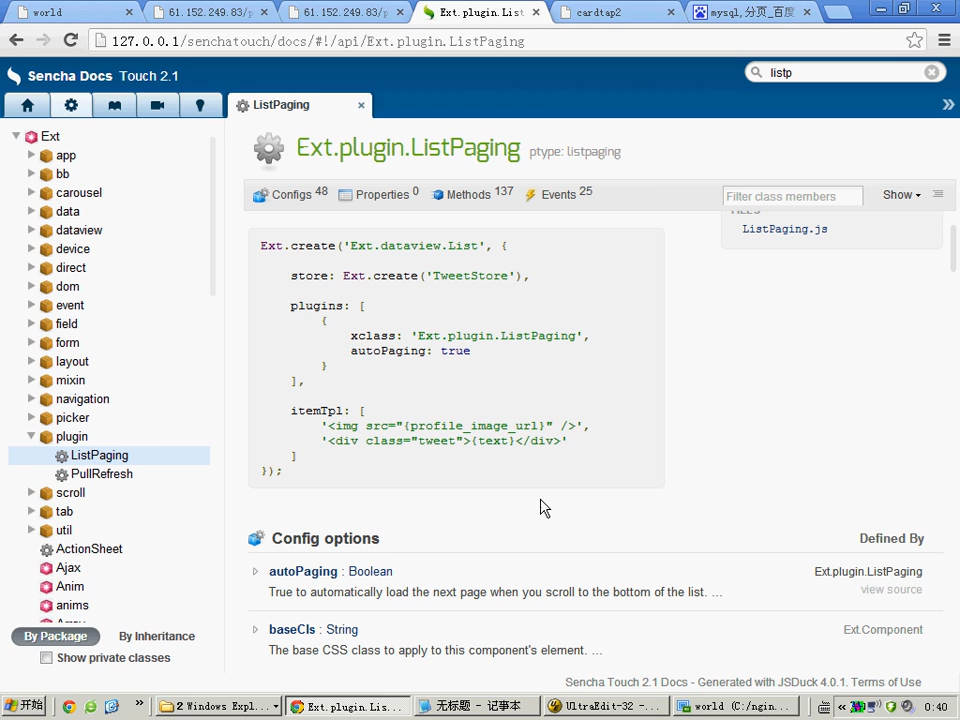 world
61.152.249.83/p
61.152.249.83/p
Ext.plugin.List
cardtap2
mysql,分页_百度
127.0.0.1/senchatouch/docs/#!/api/Ext.plugin.ListPaging
Sencha Docs Touch 2.1
listp
ListPaging
Ext
app
bb
carousel
data
dataview
device
direct
dom
event
field
form
layout
mixin
navigation
picker
plugin
ListPaging
PullRefresh
scroll
tab
util
ActionSheet
Ajax
Anim
anims
By Package By Inheritance
Show private classes
Ext.plugin.ListPaging ptype: listpaging
Configs 48 Properties 0 Methods 137 Events 25
Filter class members
Show
FILES
ListPaging.js
Ext.create('Ext.dataview.List', {
store: Ext.create('TweetStore'),
plugins: [
{
xclass: 'Ext.plugin.ListPaging',
autoPaging: true
}
],
itemTpl: [
'<img src="{profile_image_url}" />',
'<div class="tweet">{text}</div>'
]
});
Config options Defined By
autoPaging : Boolean Ext.plugin.ListPaging
True to automatically load the next page when you scroll to the bottom of the list. ... view source
baseCls : String Ext.Component
The base CSS class to apply to this component's element. ...
Sencha Touch 2.1 Docs - Generated with JSDuck 4.0.1. Terms of Use
开始
2 Windows Expl...
Ext.plugin.Lis...
无标题 - 记事本
UltraEdit-32 -...
world (C:/ngin...
0:40